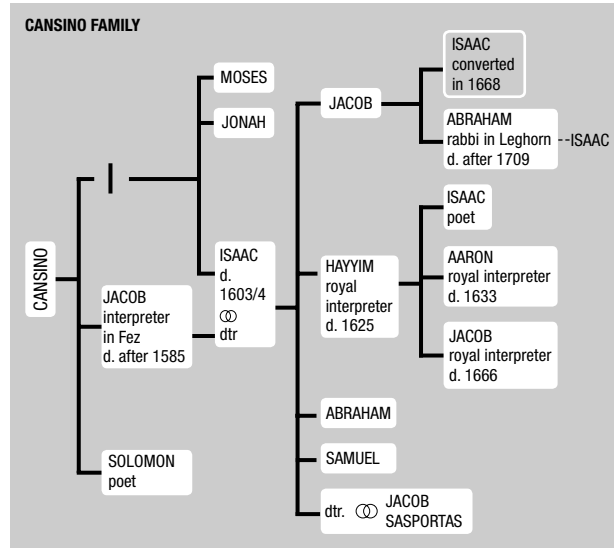 CANSINO FAMILY
CANSINO
JACOB
interpreter
in Fez
d. after 1585
SOLOMON
poet
MOSES
JONAH
ISAAC
d.
1603/4
dtr
JACOB
HAYYIM
royal
interpreter
d. 1625
ABRAHAM
SAMUEL
dtr. JACOB
SASPORTAS
ISAAC
converted
in 1668
ABRAHAM
rabbi in Leghorn
d. after 1709
--ISAAC
ISAAC
poet
AARON
royal interpreter
d. 1633
JACOB
royal interpreter
d. 1666